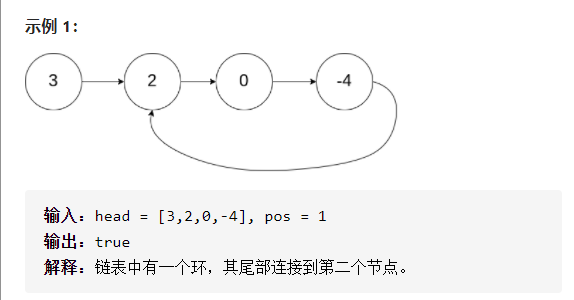 示例 1：
3 2 0 -4
输入：head = [3,2,0,-4], pos = 1
输出：true
解释：链表中有一个环，其尾部连接到第二个节点。